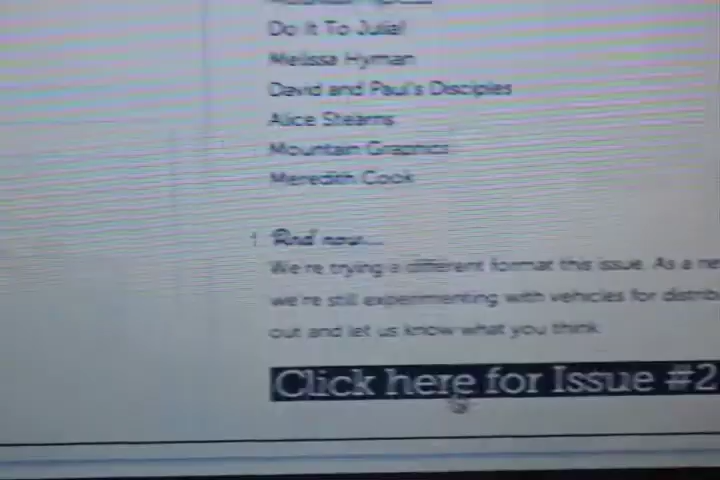 Do It To Julia!
Melissa Hyman
David and Paul's Disciples
Alice Stearns
Mountain Graphics
Meredith Cook
And now...
We're trying a different format this issue. As a
we're still experimenting with vehicles for
out and let us know what you think.
Click here for Issue #2